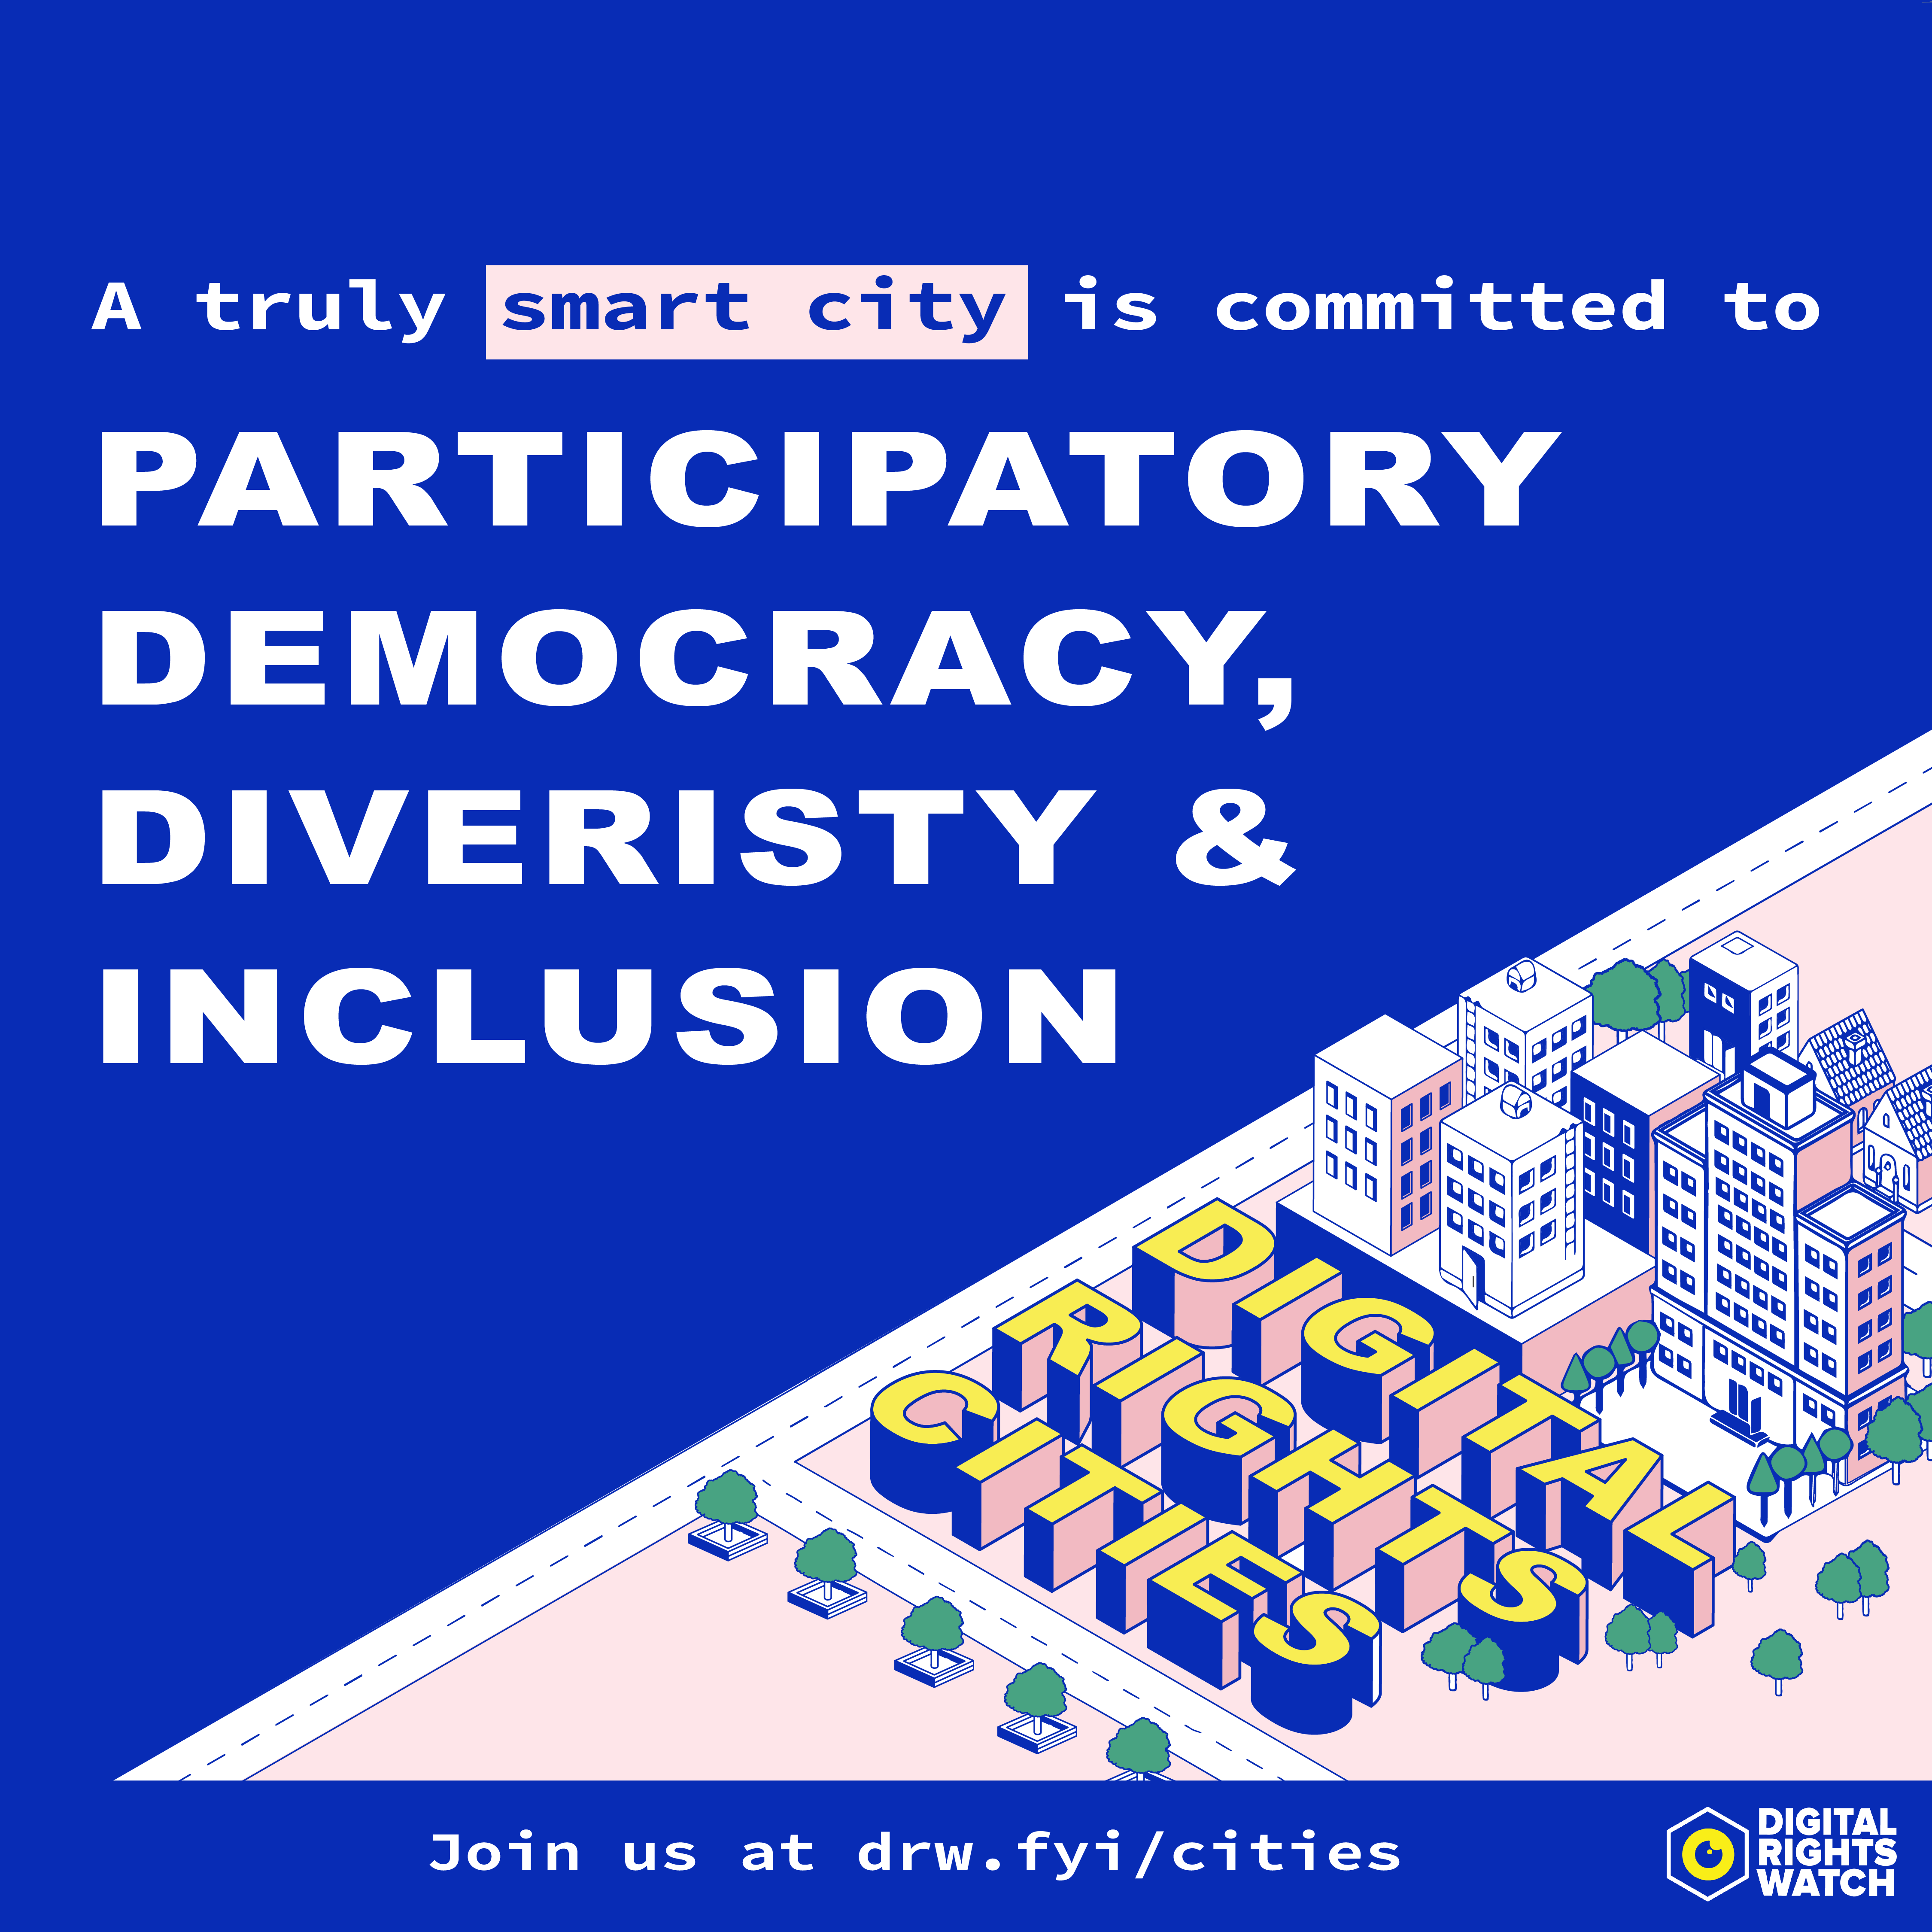 A truly smart city is committed to
PARTICIPATORY
DEMOCRACY,
DIVERISTY &
INCLUSION
DIGITAL
RIGHTS
CITIES
Join us at drw.fyi/cities
DIGITAL
RIGHTS
WATCH